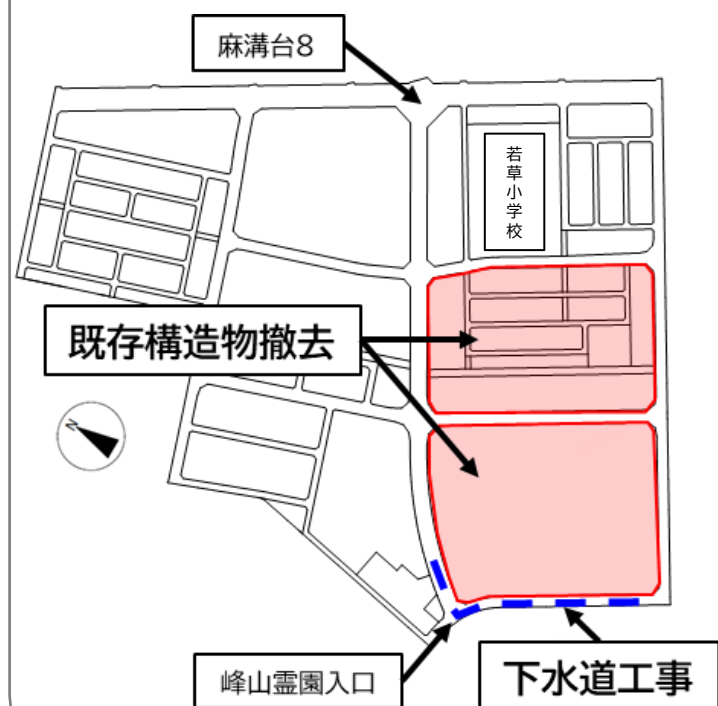 麻溝台8
若草小学校
既存構造物撤去
N
峰山霊園入口
下水道工事